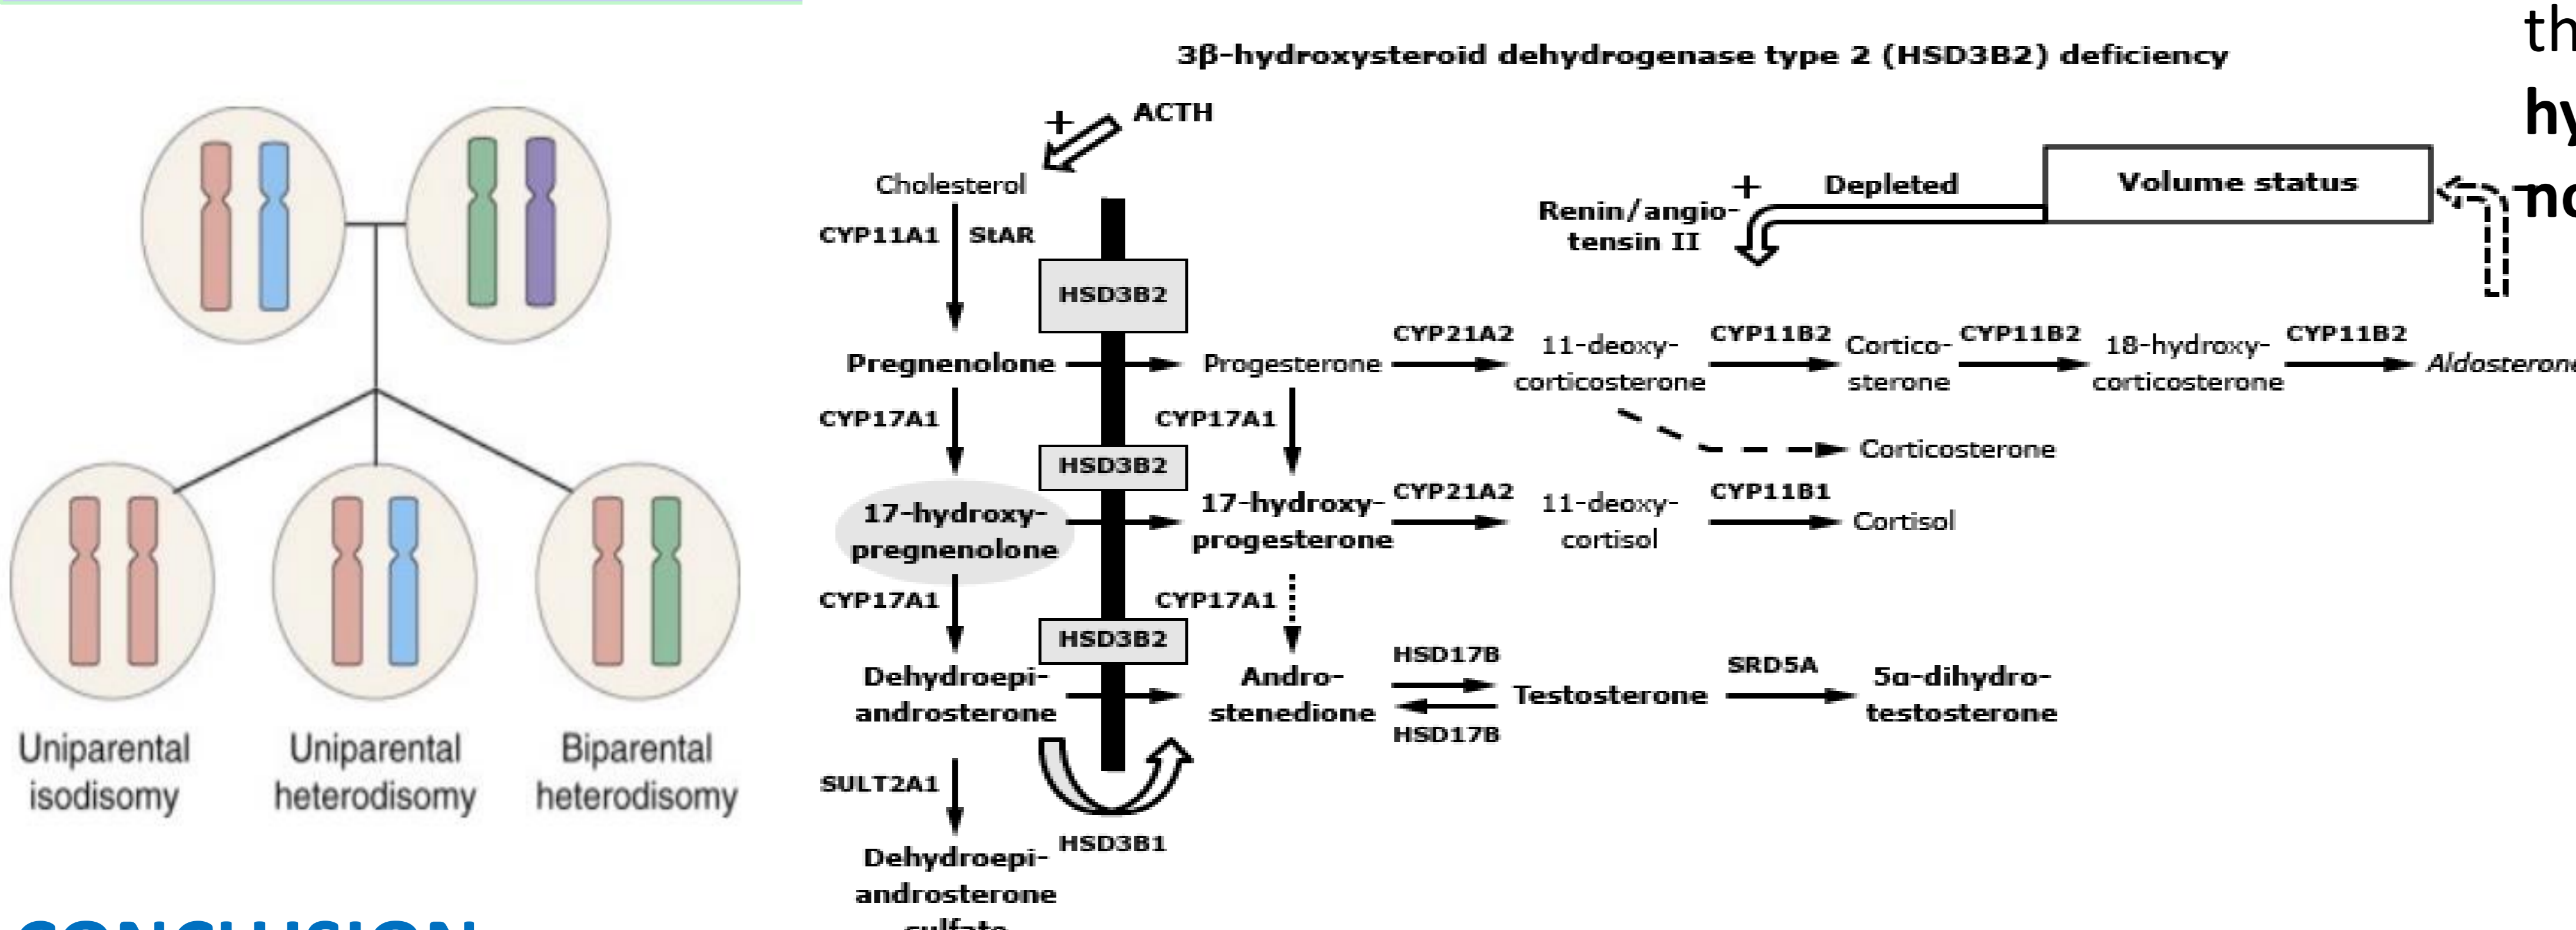 3β-hydroxysteroid dehydrogenase type 2 (HSD3B2) deficiency
+
ACTH
Cholesterol
CYP11A1
StAR
HSD3B2
Volume status
Depleted
+
Renin/angio-
tensin II
Pregnenolone
Progesterone
CYP21A2
11-deoxy-
corticosterone
CYP11B2
Cortico-
sterone
CYP11B2
18-hydroxy-
corticosterone
CYP11B2
Aldosterone
CYP17A1
CYP17A1
Corticosterone
HSD3B2
17-hydroxy-
pregnenolone
17-hydroxy-
progesterone
CYP21A2
11-deoxy-
cortisol
CYP11B1
Cortisol
CYP17A1
CYP17A1
HSD3B2
Dehydroepi-
androsterone
Andro-
stenedione
HSD17B
HSD17B
Testosterone
SRD5A
5α-dihydro-
testosterone
SULT2A1
HSD3B1
Dehydroepi-
androsterone
sulfate
Uniparental
isodisomy
Uniparental
heterodisomy
Biparental
heterodisomy
CONCLUSION